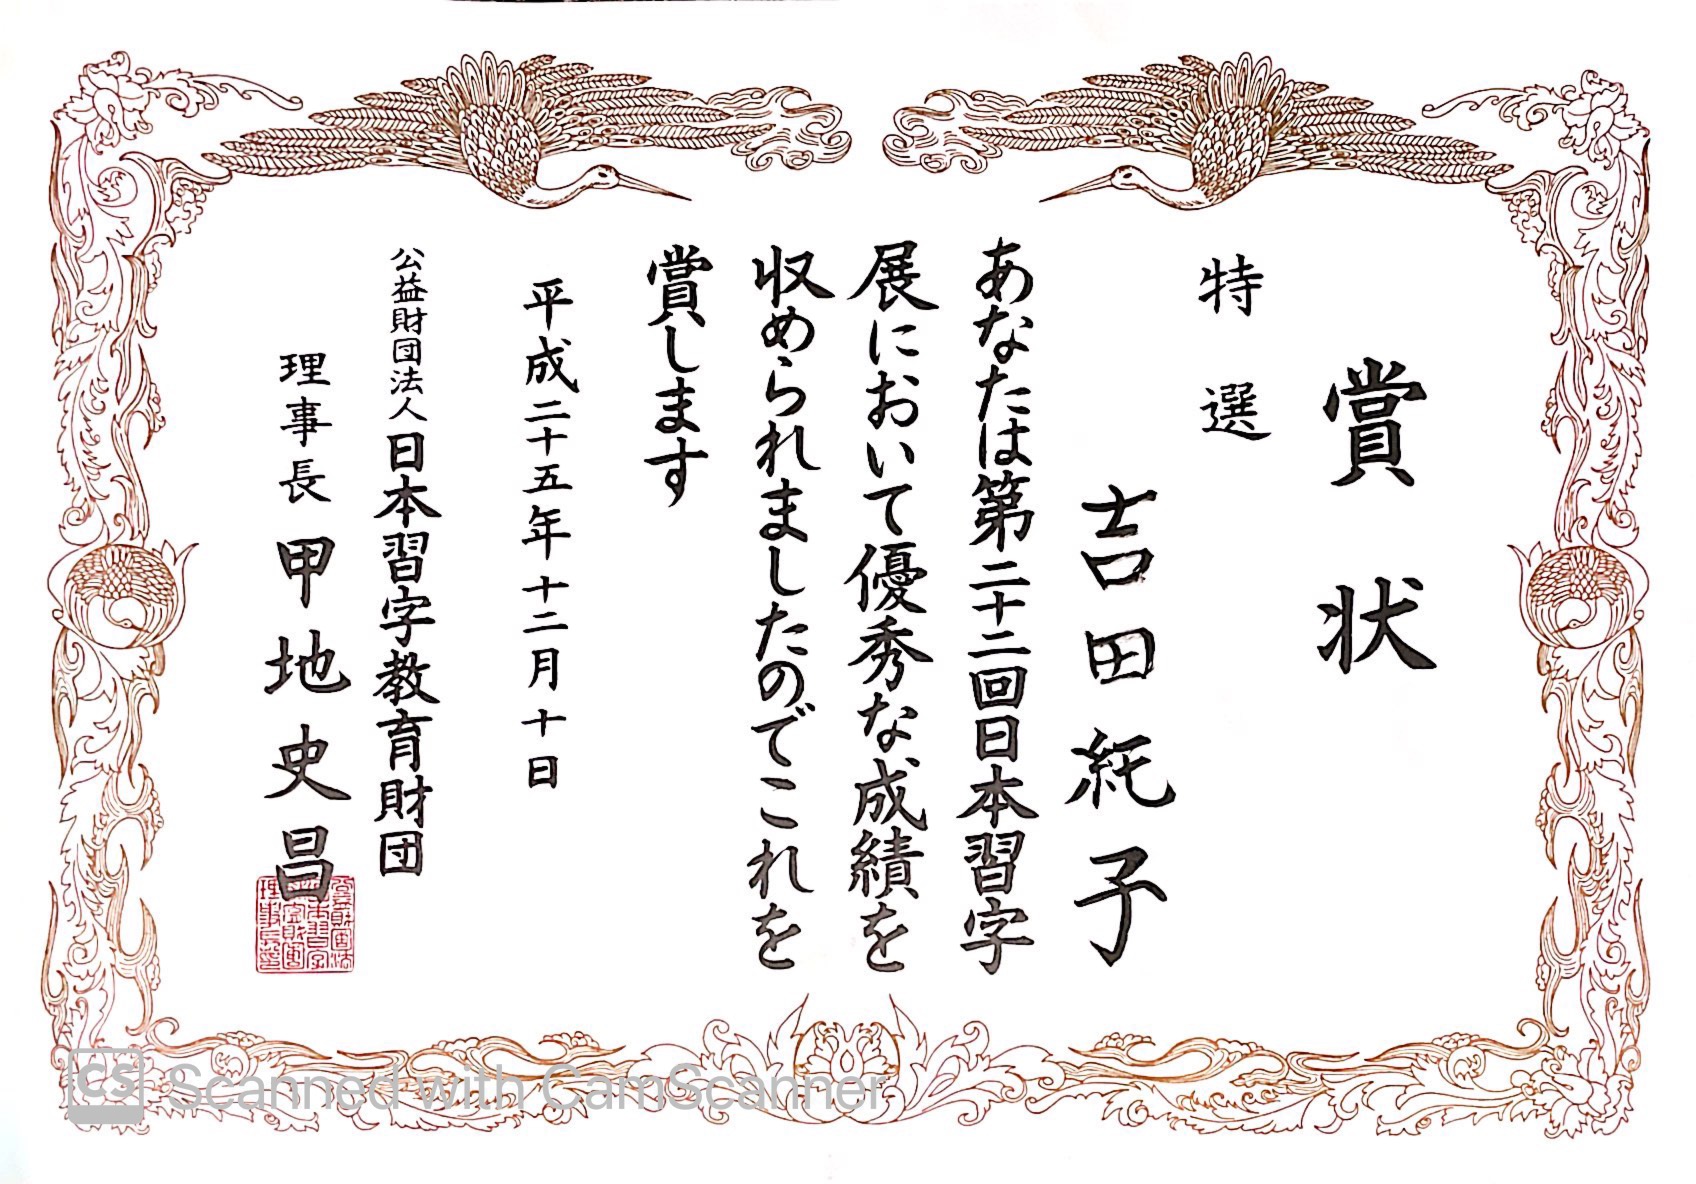 賞状
特選
吉田紝子
あなたは第二十二回日本習字
展において優秀な成績を
収められましたのでこれを
賞します
平成二十五年十二月十日
公益財団法人日本習字教育財団
理事長 甲地史昌
CS Scanned with CamScanner